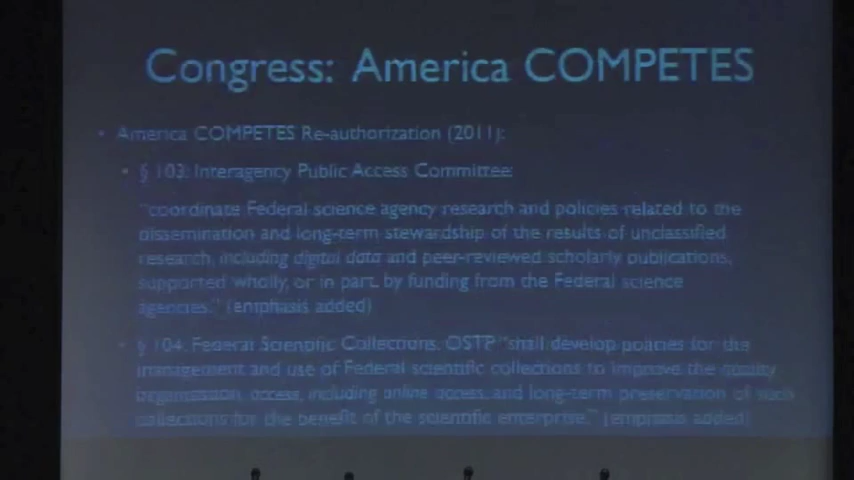 Congress: America COMPETES
• America COMPETES Re-authorization (2011):
• § 103: Interagency Public Access Committee:
"coordinate Federal science agency research and policies related to the
dissemination and long-term stewardship of the results of unclassified
research, including digital data and peer-reviewed scholarly publications,
supported wholly, or in part, by funding from the Federal science
agencies." (emphasis added)
• § 104: Federal Scientific Collections: OSTP "shall develop policies for the
management and use of Federal scientific collections to improve the quality,
organization, access, including online access, and long-term preservation of such
collections for the benefit of the scientific enterprise." (emphasis added)